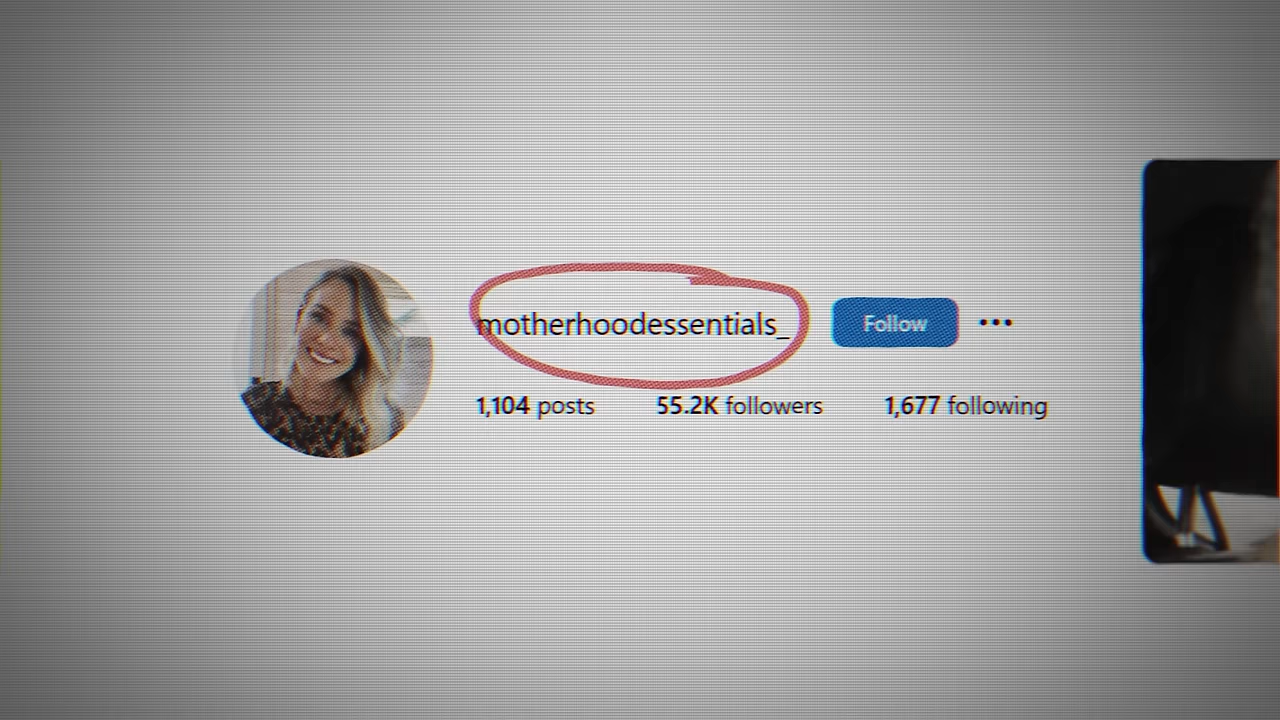 motherhoodessentials_ Follow
1,104 posts 55.2K followers 1,677 following